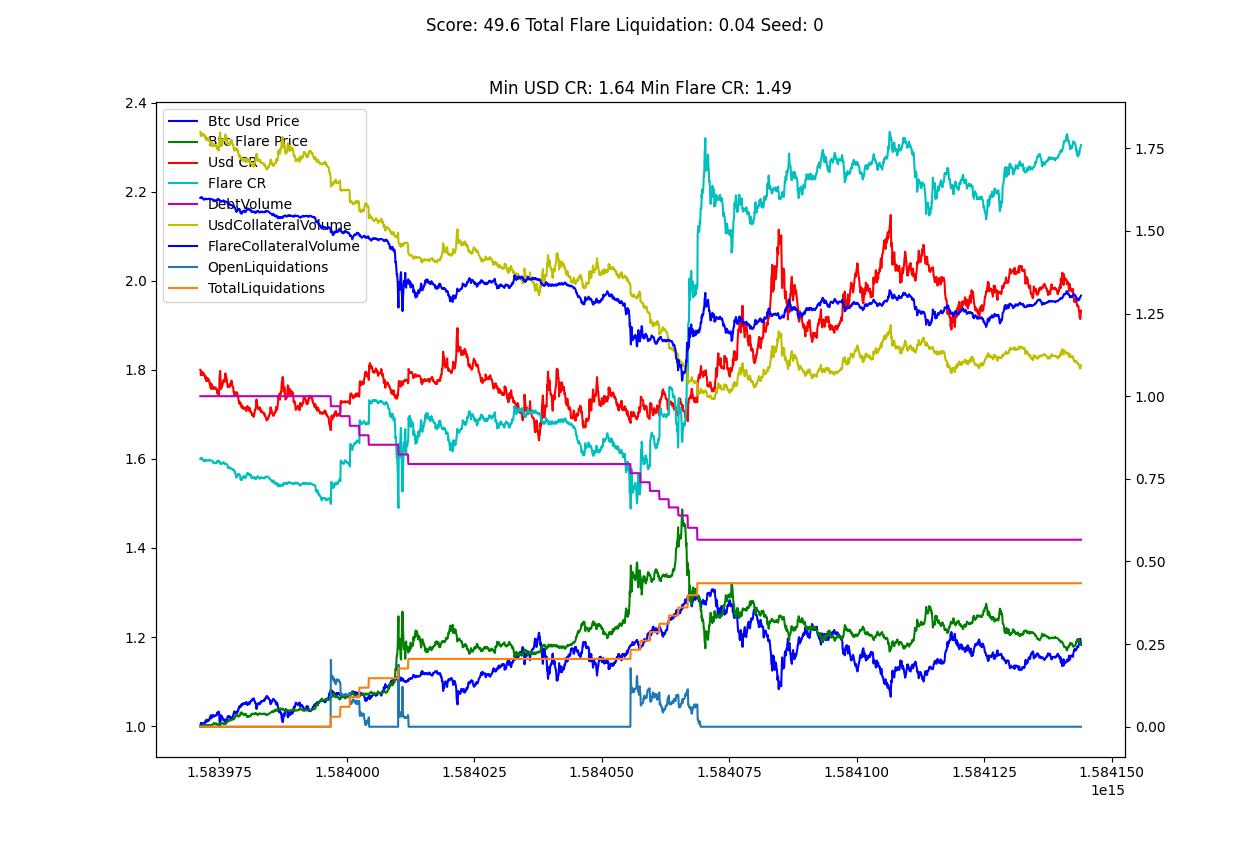 Score: 49.6 Total Flare Liquidation: 0.04 Seed: 0
Min USD CR: 1.64 Min Flare CR: 1.49
Btc Usd Price
Btc Flare Price
Usd CR
Flare CR
DebtVolume
UsdCollateralVolume
FlareCollateralVolume
OpenLiquidations
TotalLiquidations
2.4
2.2
2.0
1.8
1.6
1.4
1.2
1.0
1.75
1.50
1.25
1.00
0.75
0.50
0.25
0.00
1.583975 1.584000 1.584025 1.584050 1.584075 1.584100 1.584125 1.584150
1e15